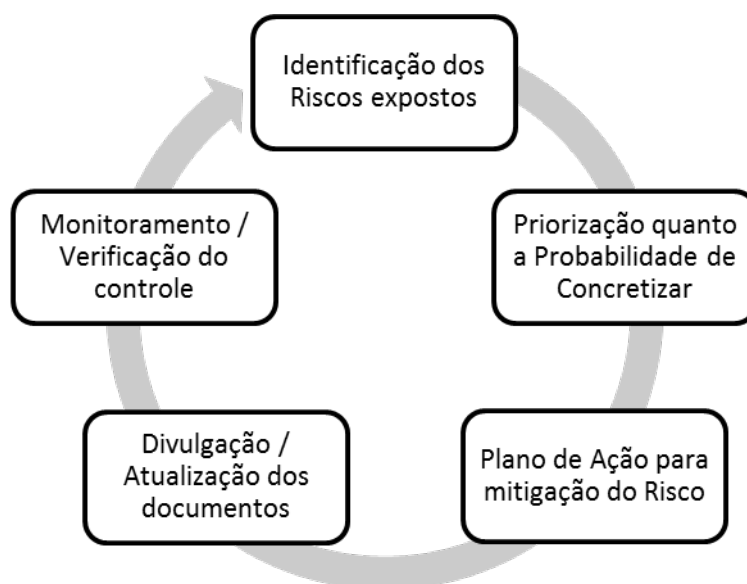 Identificação dos
Riscos expostos
Priorização quanto
a Probabilidade de
Concretizar
Plano de Ação para
mitigação do Risco
Divulgação /
Atualização dos
documentos
Monitoramento /
Verificação do
controle